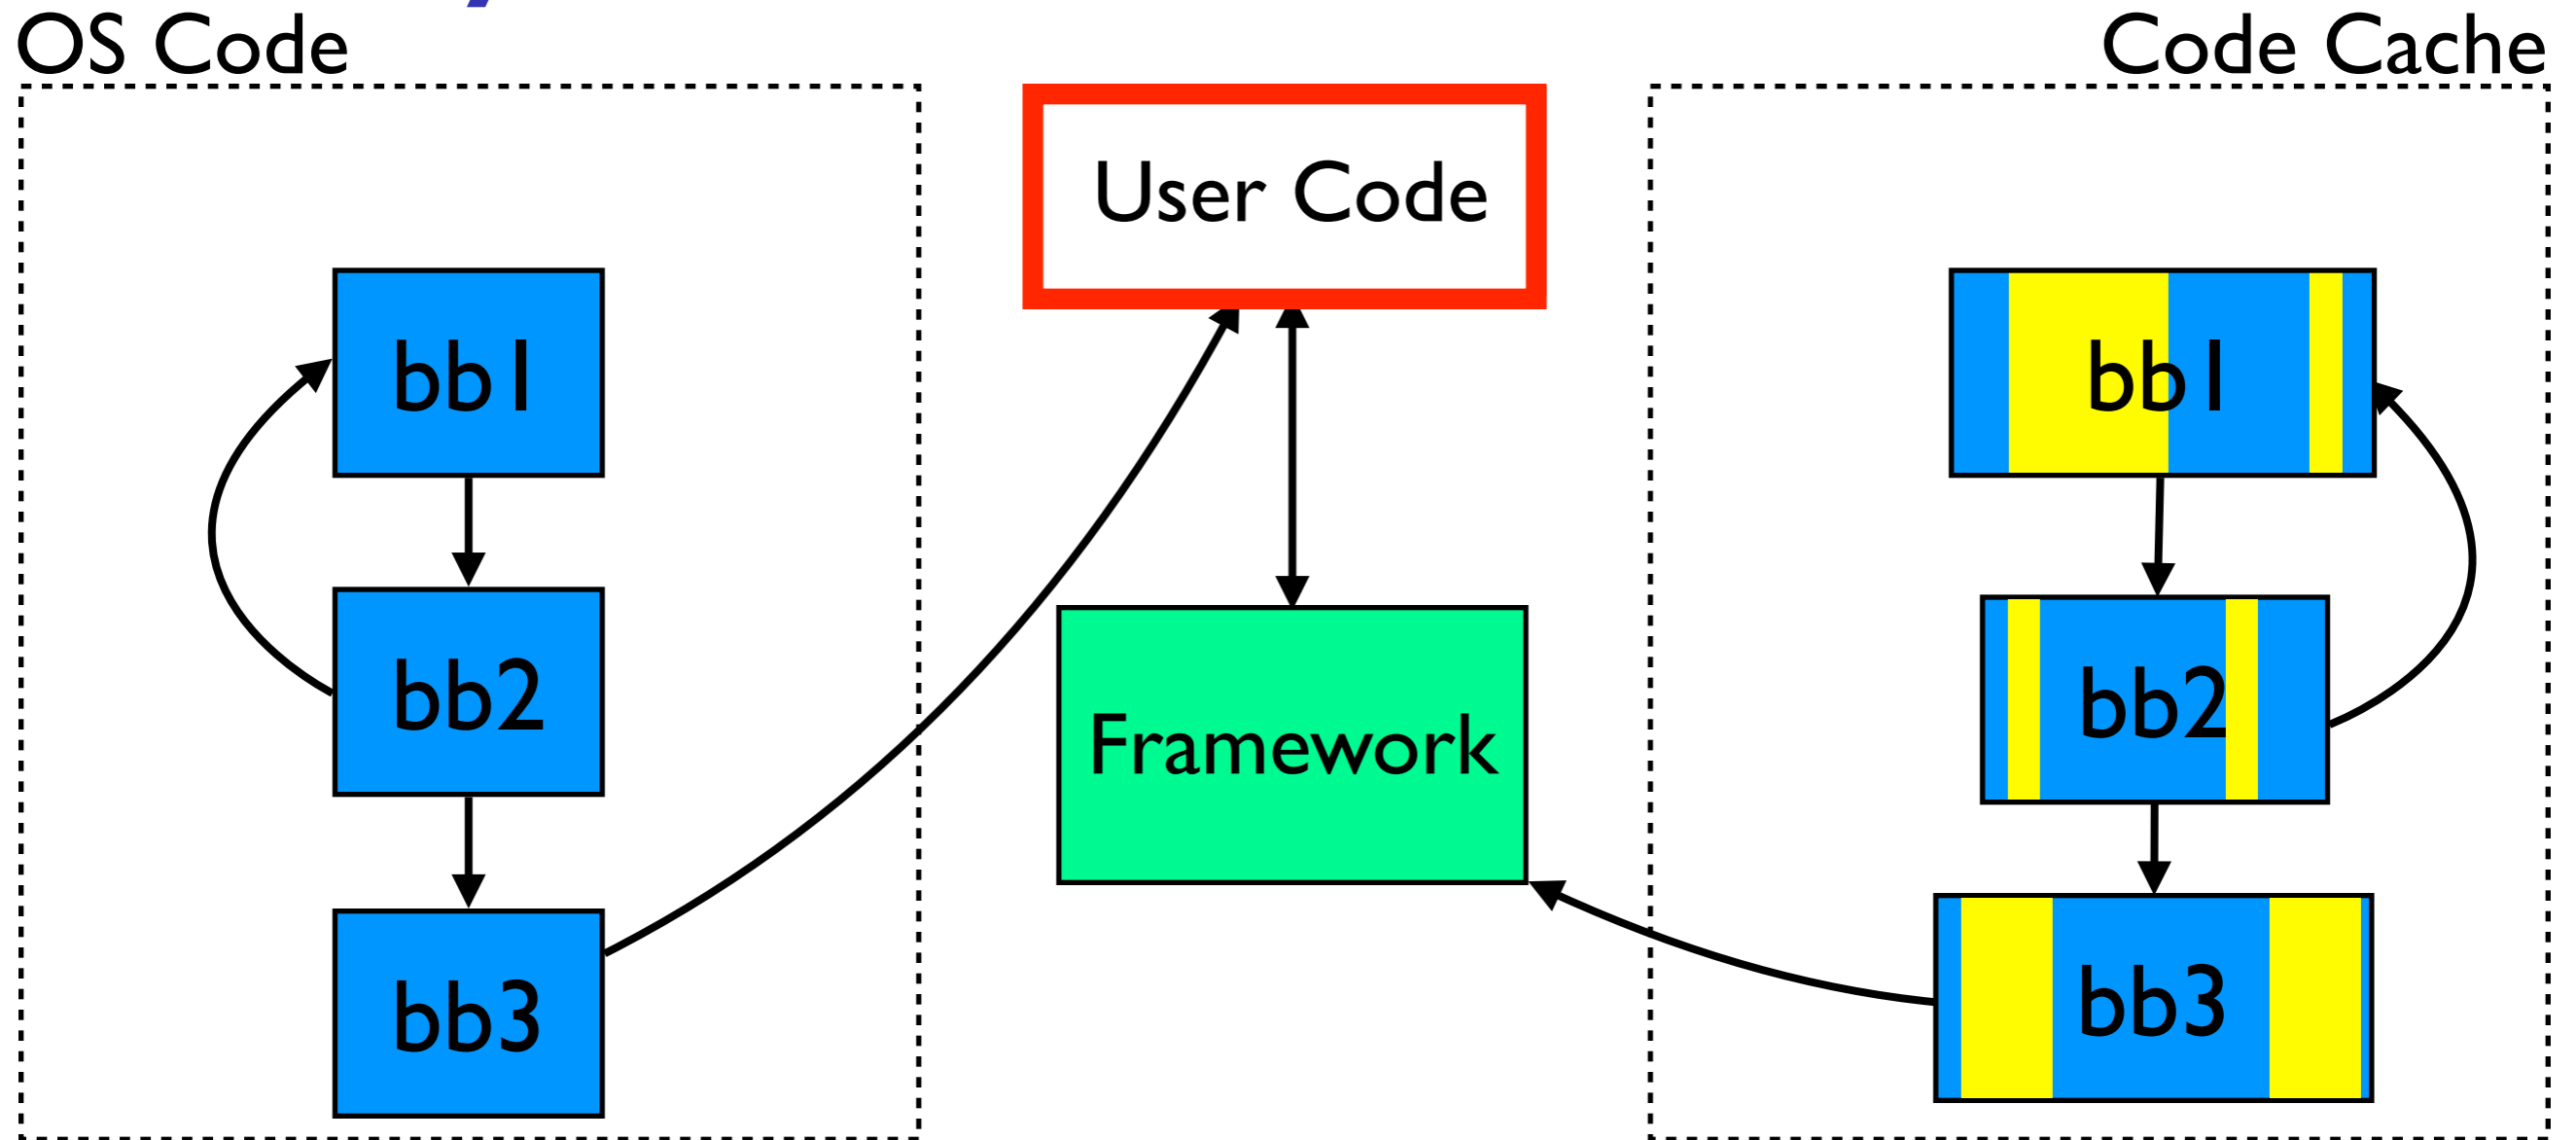 OS Code
Code Cache
User Code
bb1
bb1
bb2
bb2
Framework
bb3
bb3